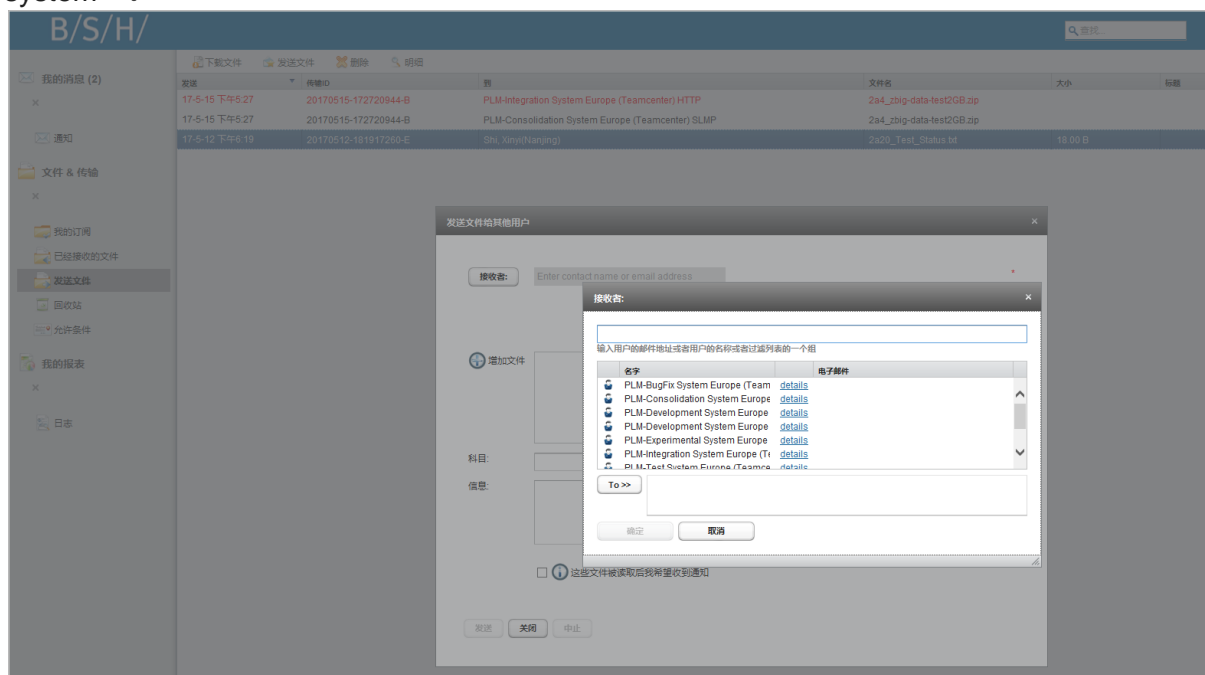 B/S/H/
查找...
下载文件 发送文件 删除 明细
我的消息 (2)
通知
文件 & 传输
我的订阅
已经接收的文件
发送文件
回收站
允许条件
我的报表
日志
发送 传输ID 到 文件名 大小 标题
17-5-15 下午5:27 20170515-172720944-B PLM-Integration System Europe (Teamcenter) HTTP 2a4_zbig-data-test2GB.zip
17-5-15 下午5:27 20170515-172720944-B PLM-Consolidation System Europe (Teamcenter) SLMP 2a4_zbig-data-test2GB.zip
17-5-12 下午6:19 20170512-181917260-E Shi, Xinyi(Nanjing) 2a20_Test_Status.txt 18.00 B
发送文件给其他用户
接收者: Enter contact name or email address *
增加文件
科目:
信息:
这些文件被读取后我希望收到通知
发送 关闭 中止
接收者:
输入用户的邮件地址或者用户的名称或者过滤列表的一个组
名字 电子邮件
PLM-BugFix System Europe (Team details
PLM-Consolidation System Europe details
PLM-Development System Europe details
PLM-Development System Europe details
PLM-Experimental System Europe details
PLM-Integration System Europe (Te details
PLM-Test System Europe (Teamce details
To >>
确定 取消